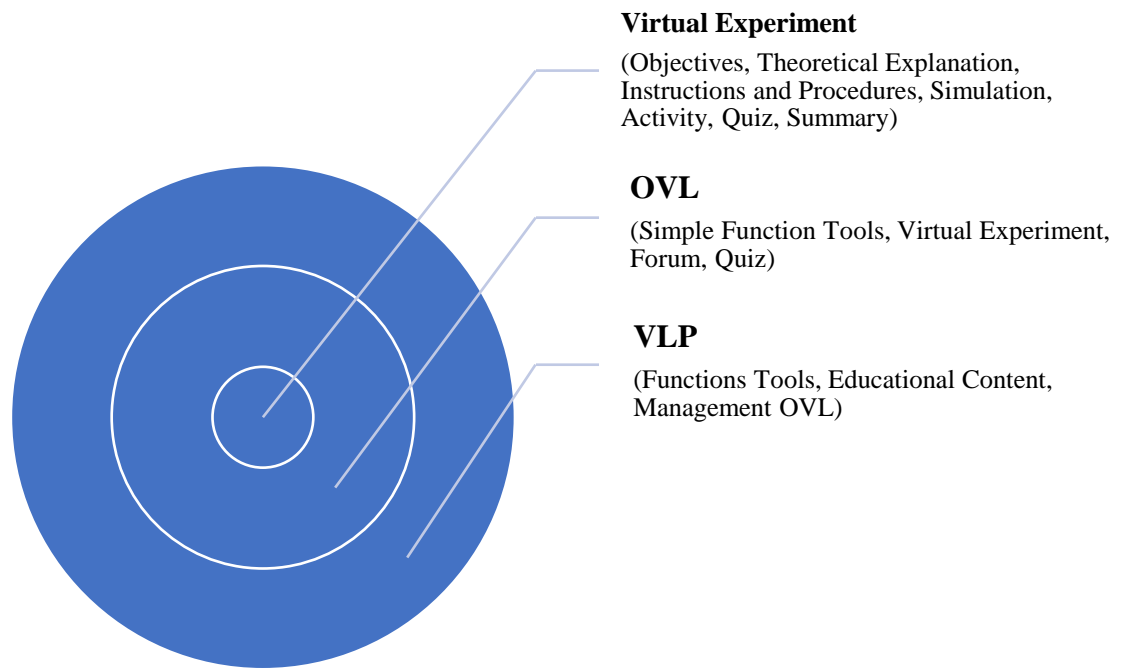 Virtual Experiment
(Objectives, Theoretical Explanation,
Instructions and Procedures, Simulation,
Activity, Quiz, Summary)
OVL
(Simple Function Tools, Virtual Experiment,
Forum, Quiz)
VLP
(Functions Tools, Educational Content,
Management OVL)